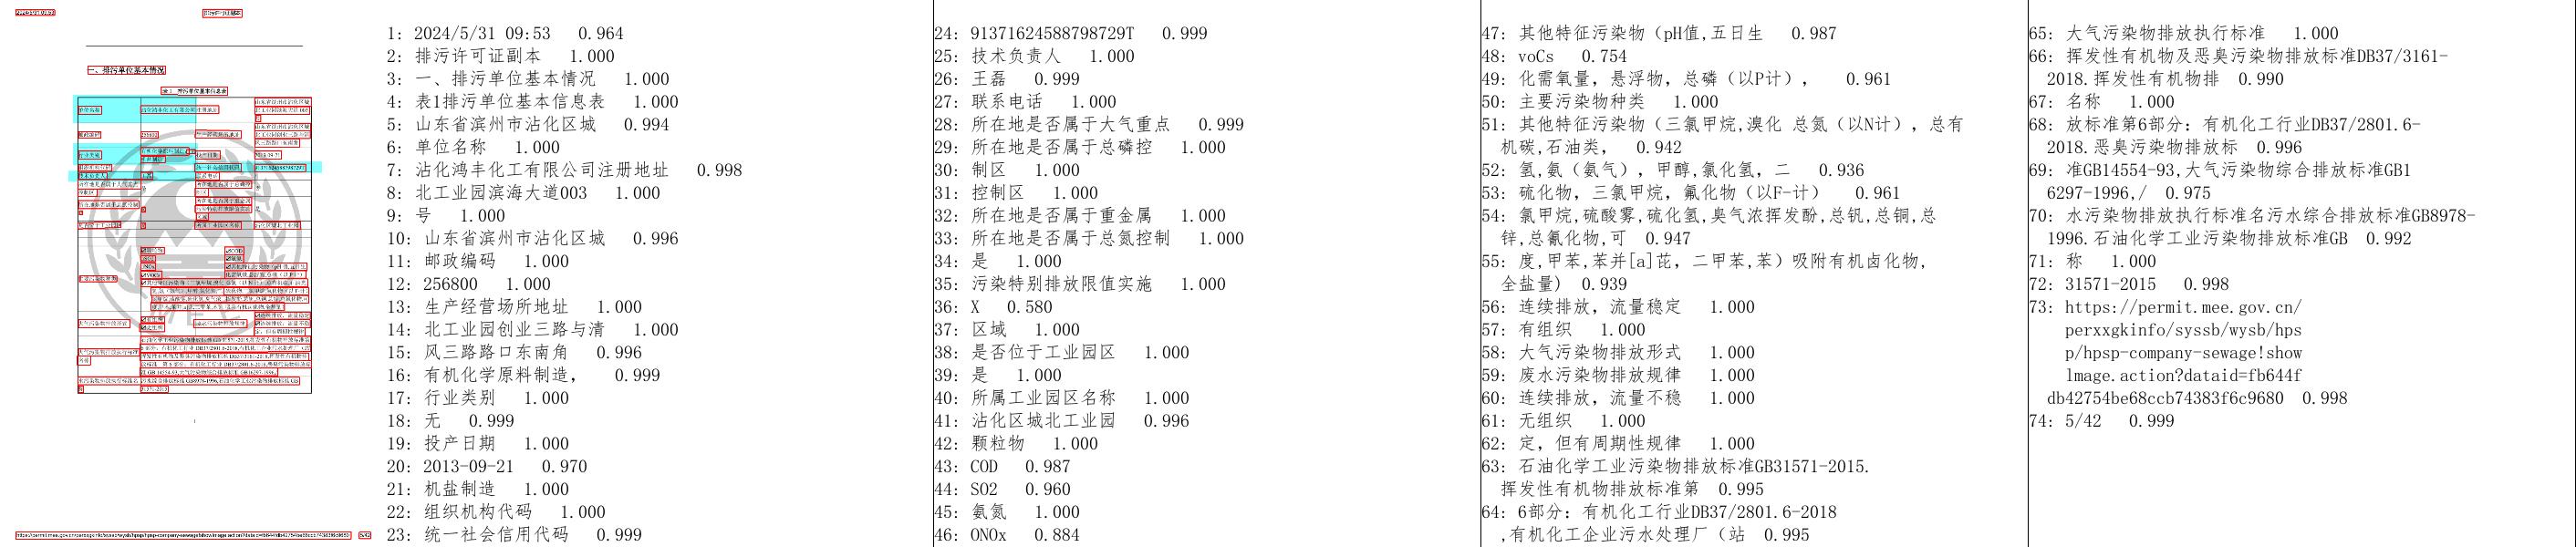 1: 2024/5/31 09:53 0.964
2: 排污许可证副本 1.000
3: 一、排污单位基本情况 1.000
4: 表1排污单位基本信息表 1.000
5: 山东省滨州市沾化区城 0.994
6: 单位名称 1.000
7: 沾化鸿丰化工有限公司注册地址 0.998
8: 北工业园滨海大道003 1.000
9: 号 1.000
10: 山东省滨州市沾化区城 0.996
11: 邮政编码 1.000
12: 256800 1.000
13: 生产经营场所地址 1.000
14: 北工业园创业三路与清 1.000
15: 风三路路口东南角 0.996
16: 有机化学原料制造， 0.999
17: 行业类别 1.000
18: 无 0.999
19: 投产日期 1.000
20: 2013-09-21 0.970
21: 机盐制造 1.000
22: 组织机构代码 1.000
23: 统一社会信用代码 0.999
24: 91371624588798729T 0.999
25: 技术负责人 1.000
26: 王磊 0.999
27: 联系电话 1.000
28: 所在地是否属于大气重点 0.999
29: 所在地是否属于总磷控 1.000
30: 制区 1.000
31: 控制区 1.000
32: 所在地是否属于重金属 1.000
33: 所在地是否属于总氮控制 1.000
34: 是 1.000
35: 污染特别排放限值实施 1.000
36: X 0.580
37: 区域 1.000
38: 是否位于工业园区 1.000
39: 是 1.000
40: 所属工业园区名称 1.000
41: 沾化区城北工业园 0.996
42: 颗粒物 1.000
43: COD 0.987
44: SO2 0.960
45: 氨氮 1.000
46: ONOx 0.884
47: 其他特征污染物（pH值,五日生 0.987
48: voCs 0.754
49: 化需氧量，悬浮物，总磷（以P计）， 0.961
50: 主要污染物种类 1.000
51: 其他特征污染物（三氯甲烷,溴化 总氮（以N计），总有
机碳,石油类， 0.942
52: 氢,氨（氨气），甲醇,氯化氢，二 0.936
53: 硫化物，三氯甲烷，氟化物（以F-计） 0.961
54: 氯甲烷,硫酸雾,硫化氢,臭气浓挥发酚,总钒,总铜,总
锌,总氰化物,可 0.947
55: 度,甲苯,苯并[a]芘，二甲苯,苯）吸附有机卤化物，
全盐量) 0.939
56: 连续排放，流量稳定 1.000
57: 有组织 1.000
58: 大气污染物排放形式 1.000
59: 废水污染物排放规律 1.000
60: 连续排放，流量不稳 1.000
61: 无组织 1.000
62: 定，但有周期性规律 1.000
63: 石油化学工业污染物排放标准GB31571-2015.
挥发性有机物排放标准第 0.995
64: 6部分：有机化工行业DB37/2801.6-2018
,有机化工企业污水处理厂（站 0.995
65: 大气污染物排放执行标准 1.000
66: 挥发性有机物及恶臭污染物排放标准DB37/3161-
2018.挥发性有机物排 0.990
67: 名称 1.000
68: 放标准第6部分：有机化工行业DB37/2801.6-
2018.恶臭污染物排放标 0.996
69: 准GB14554-93,大气污染物综合排放标准GB1
6297-1996,/ 0.975
70: 水污染物排放执行标准名污水综合排放标准GB8978-
1996.石油化学工业污染物排放标准GB 0.992
71: 称 1.000
72: 31571-2015 0.998
73: https://permit.mee.gov.cn/
perxxgkinfo/syssb/wysb/hps
p/hpsp-company-sewage!show
lmage.action?dataid=fb644f
db42754be68ccb74383f6c9680 0.998
74: 5/42 0.999